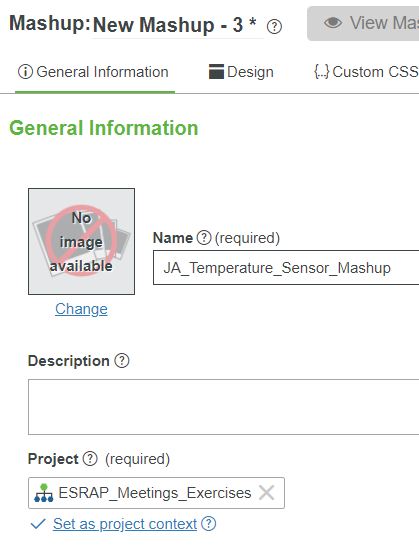 Mashup: New Mashup - 3 * ?
View Mas
General Information
Design
{..} Custom CSS
General Information
No
image
available
Change
Name ? (required)
JA_Temperature_Sensor_Mashup
Description ?
Project ? (required)
ESRAP_Meetings_Exercises
Set as project context ?